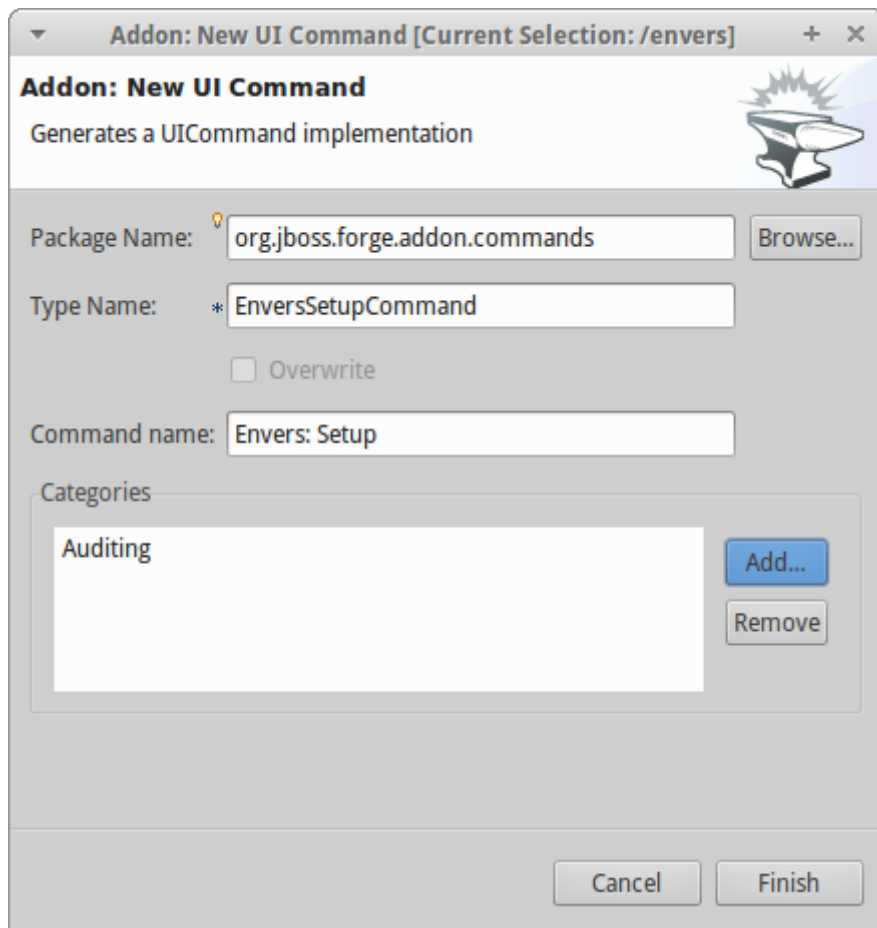 Addon: New UI Command [Current Selection: /envers]
Addon: New UI Command
Generates a UICommand implementation
Package Name: org.jboss.forge.addon.commands Browse...
Type Name: * EnversSetupCommand
Overwrite
Command name: Envers: Setup
Categories
Auditing
Add...
Remove
Cancel Finish